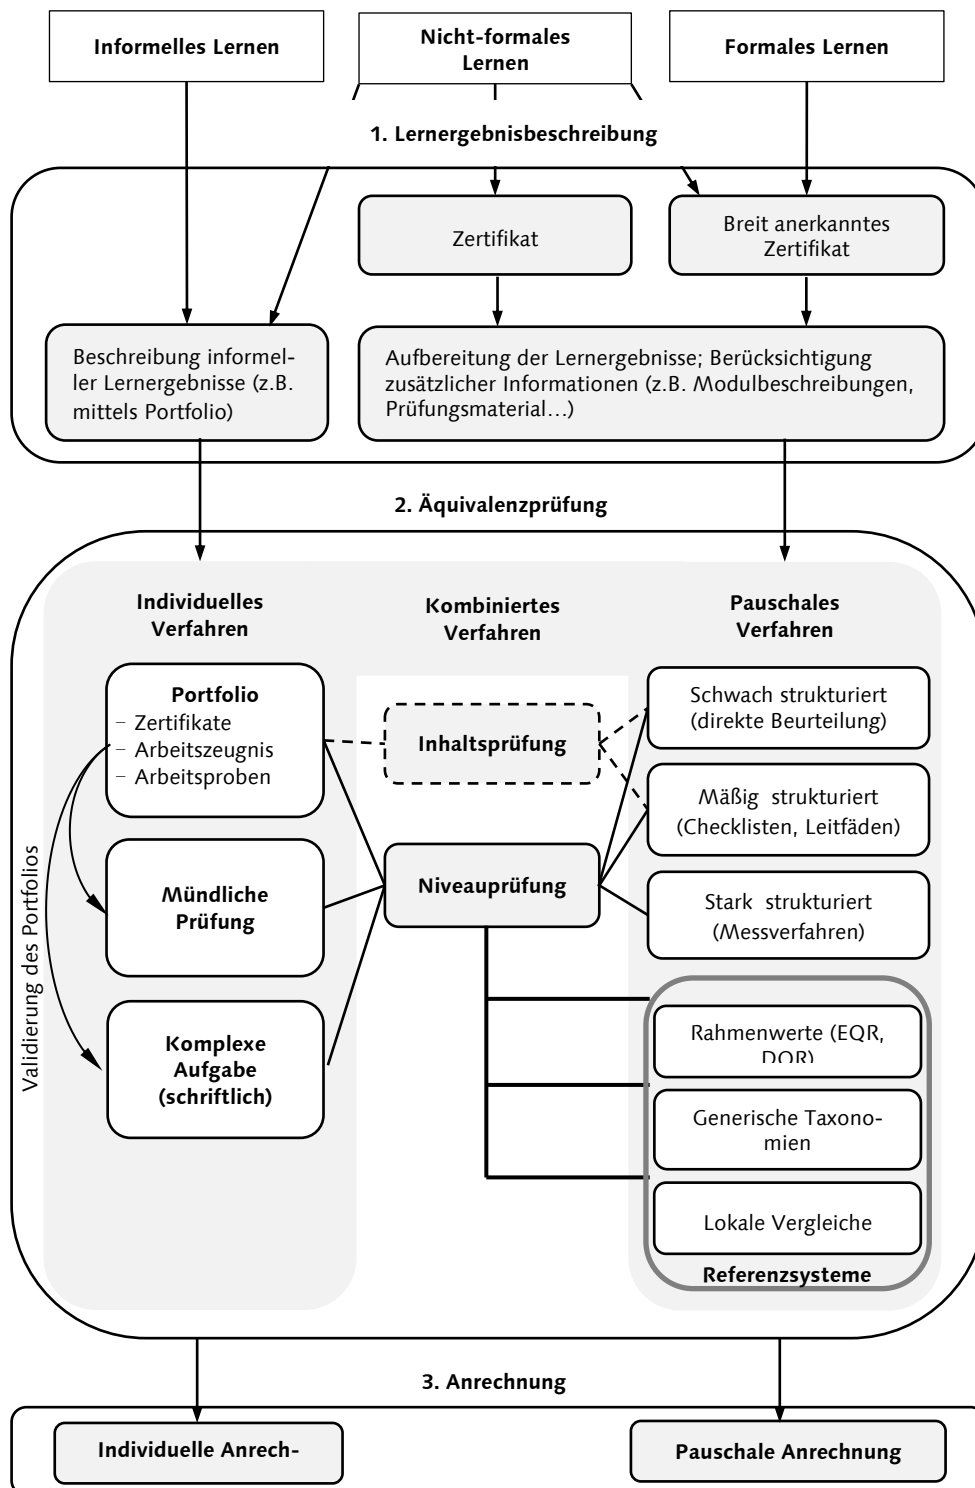 Informelles Lernen
Nicht-formales
Lernen
Formales Lernen
1. Lernergebnisbeschreibung
Zertifikat
Breit anerkanntes
Zertifikat
Beschreibung informel-
ler Lernergebnisse (z.B.
mittels Portfolio)
Aufbereitung der Lernergebnisse; Berücksichtigung
zusätzlicher Informationen (z.B. Modulbeschreibungen,
Prüfungsmaterial…)
2. Äquivalenzprüfung
Individuelles
Verfahren
Kombiniertes
Verfahren
Pauschales
Verfahren
Portfolio
– Zertifikate
– Arbeitszeugnis
– Arbeitsproben
Inhaltsprüfung
Schwach strukturiert
(direkte Beurteilung)
Mäßig strukturiert
(Checklisten, Leitfäden)
Validierung des Portfolios
Mündliche
Prüfung
Niveauprüfung
Stark strukturiert
(Messverfahren)
Komplexe
Aufgabe
(schriftlich)
Rahmenwerte (EQR,
DQR)
Generische Taxono-
mien
Lokale Vergleiche
Referenzsysteme
3. Anrechnung
Individuelle Anrech-
Pauschale Anrechnung